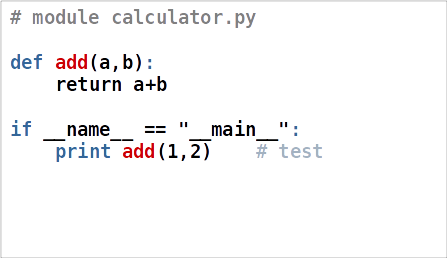 # module calculator.py
def add(a,b):
    return a+b
if __name__ == "__main__":
    print add(1,2)    # test